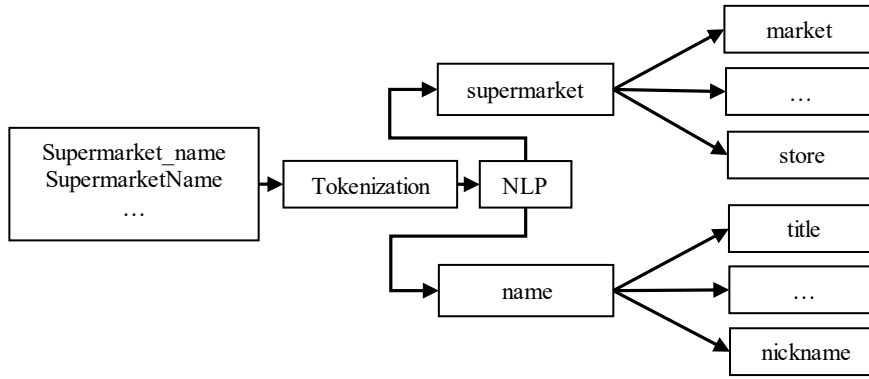 Supermarket_name
SupermarketName
…
Tokenization
NLP
supermarket
market
…
store
name
title
…
nickname